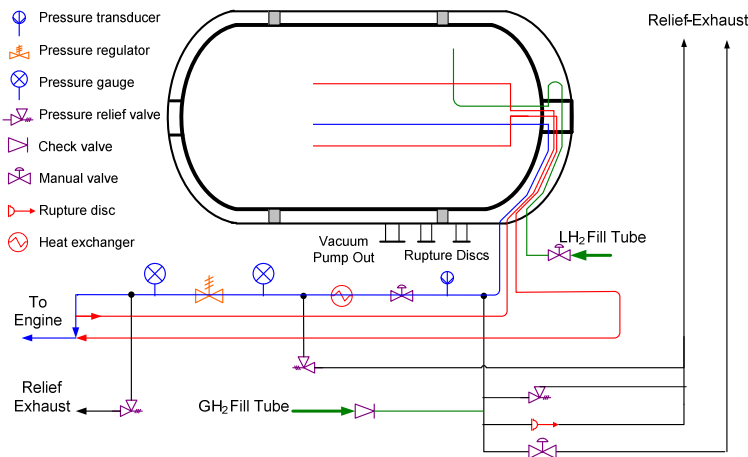 Pressure transducer
Pressure regulator
Pressure gauge
Pressure relief valve
Check valve
Manual valve
Rupture disc
Heat exchanger
Relief-Exhaust
Vacuum
Pump Out
Rupture Discs
LH2 Fill Tube
To
Engine
Relief
Exhaust
GH2 Fill Tube